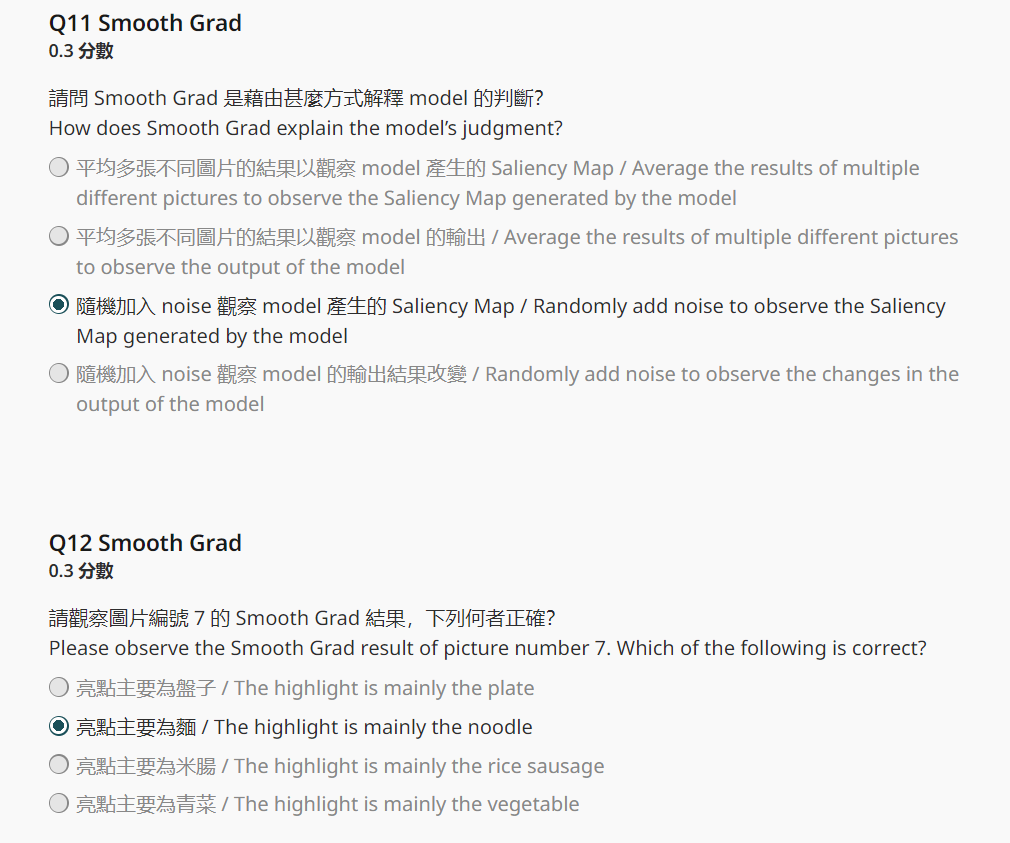 Q11 Smooth Grad
0.3 分數
請問 Smooth Grad 是藉由甚麼方式解釋 model 的判斷?
How does Smooth Grad explain the model’s judgment?
平均多張不同圖片的結果以觀察 model 產生的 Saliency Map / Average the results of multiple
different pictures to observe the Saliency Map generated by the model
平均多張不同圖片的結果以觀察 model 的輸出 / Average the results of multiple different pictures
to observe the output of the model
隨機加入 noise 觀察 model 產生的 Saliency Map / Randomly add noise to observe the Saliency
Map generated by the model
隨機加入 noise 觀察 model 的輸出結果改變 / Randomly add noise to observe the changes in the
output of the model
Q12 Smooth Grad
0.3 分數
請觀察圖片編號 7 的 Smooth Grad 結果，下列何者正確?
Please observe the Smooth Grad result of picture number 7. Which of the following is correct?
亮點主要為盤子 / The highlight is mainly the plate
亮點主要為麵 / The highlight is mainly the noodle
亮點主要為米腸 / The highlight is mainly the rice sausage
亮點主要為青菜 / The highlight is mainly the vegetable